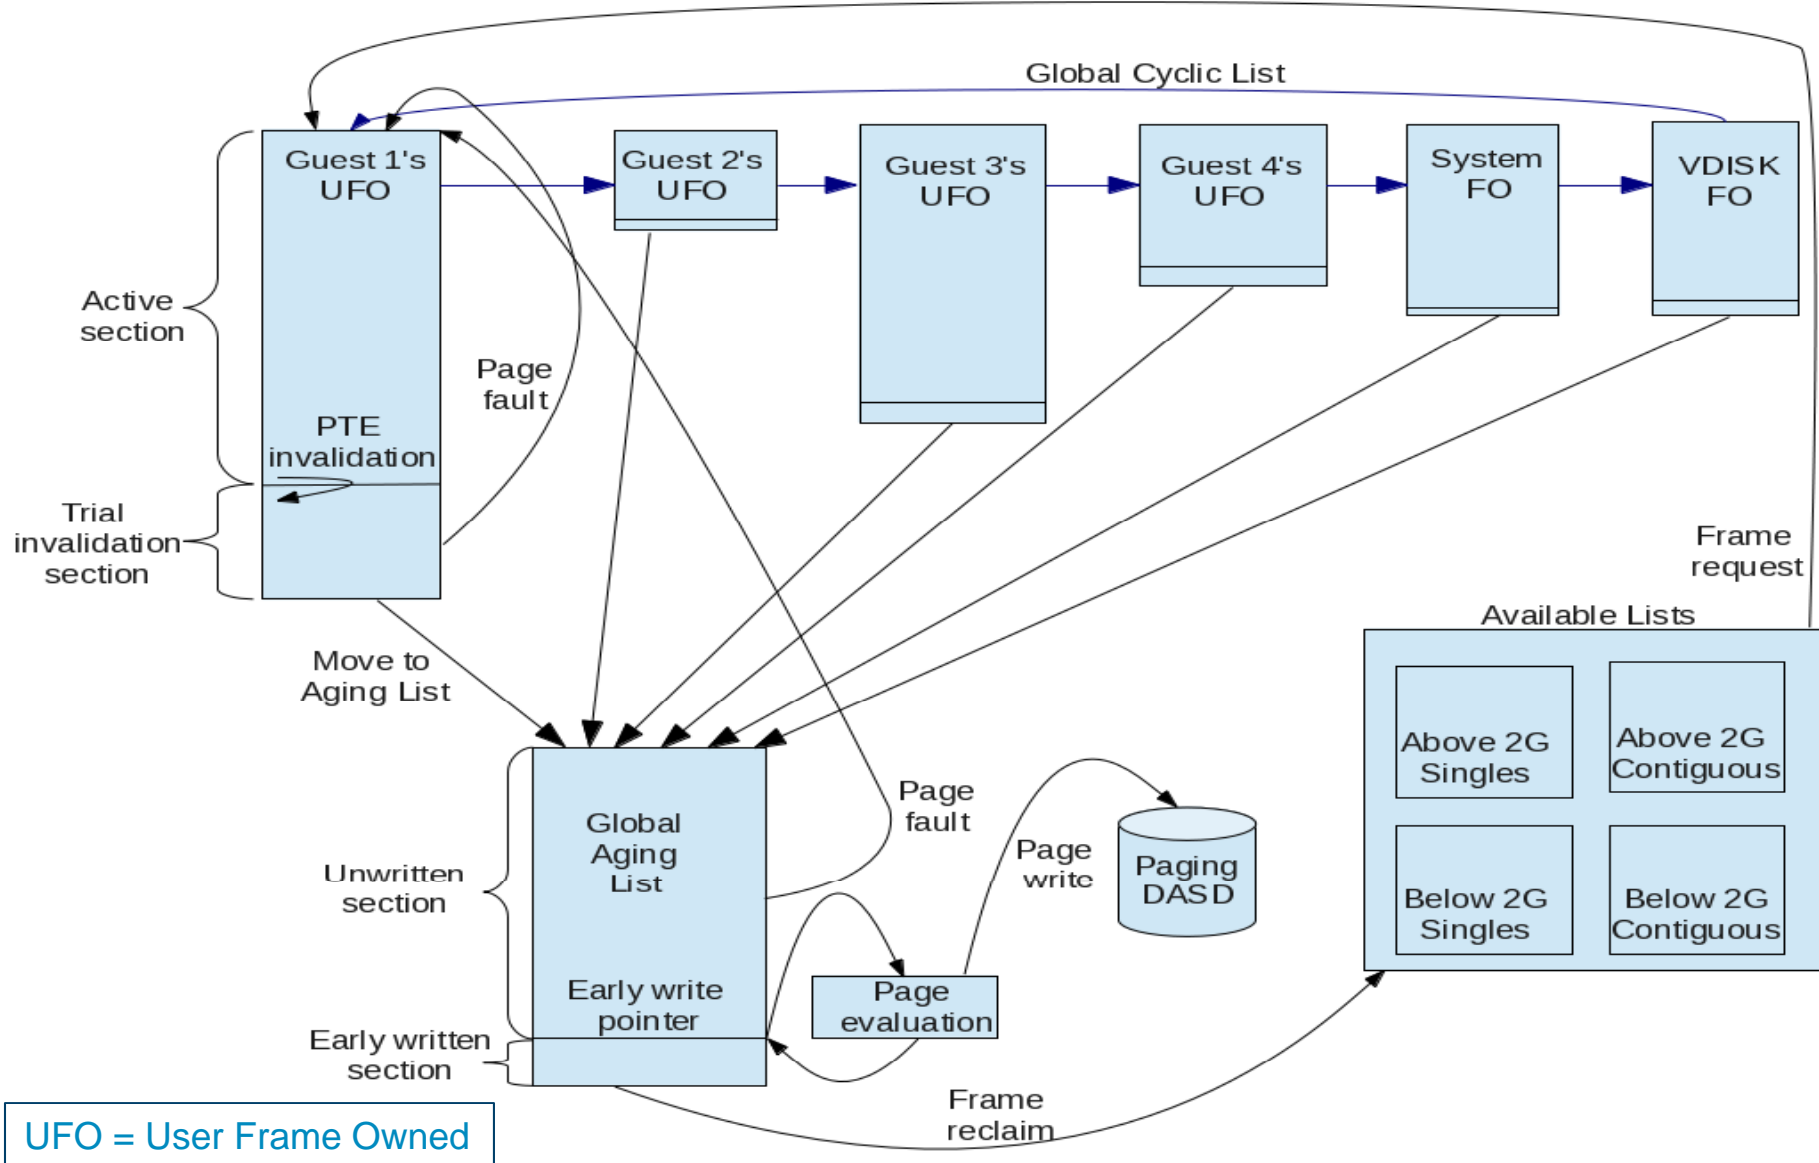 Global Cyclic List
Guest 1's
UFO
Guest 2's
UFO
Guest 3's
UFO
Guest 4's
UFO
System
FO
VDISK
FO
Active
section
Page
fault
PTE
invalidation
Trial
invalidation
section
Frame
request
Available Lists
Move to
Aging List
Above 2G
Singles
Above 2G
Contiguous
Below 2G
Singles
Below 2G
Contiguous
Global
Aging
List
Page
fault
Page
write
Paging
DASD
Unwritten
section
Early write
pointer
Page
evaluation
Early written
section
Frame
reclaim
UFO = User Frame Owned